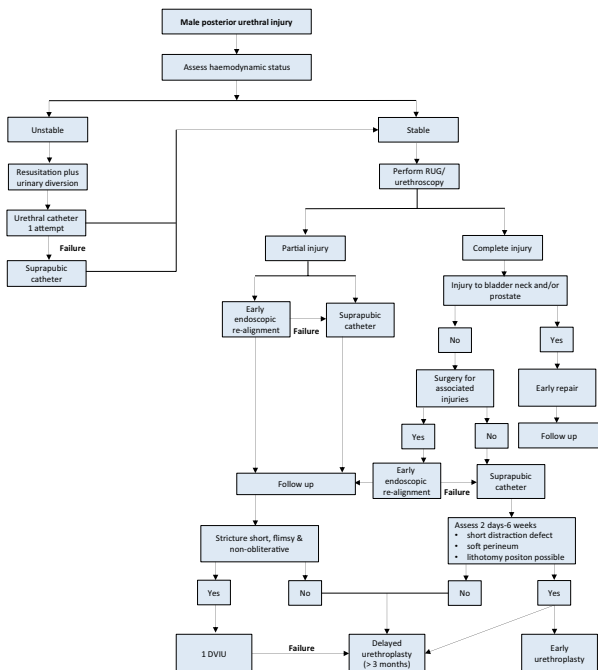 Male posterior urethral injury
Assess haemodynamic status
Unstable
Stable
Resusitation plus
urinary diversion
Perform RUG/
urethroscopy
Urethral catheter
1 attempt
Failure
Suprapubic
catheter
Partial injury
Complete injury
Injury to bladder neck and/or
prostate
Early
endoscopic
re-alignment
Failure
Suprapubic
catheter
No
Yes
Surgery for
associated
injuries
Early repair
Yes
No
Follow up
Follow up
Early
endoscopic
re-alignment
Failure
Suprapubic
catheter
Stricture short, flimsy &
non-obliterative
Assess 2 days-6 weeks
• short distraction defect
• soft perineum
• lithotomy positon possible
Yes
No
No
Yes
1 DVIU
Failure
Delayed
urethroplasty
(> 3 months)
Early
urethroplasty